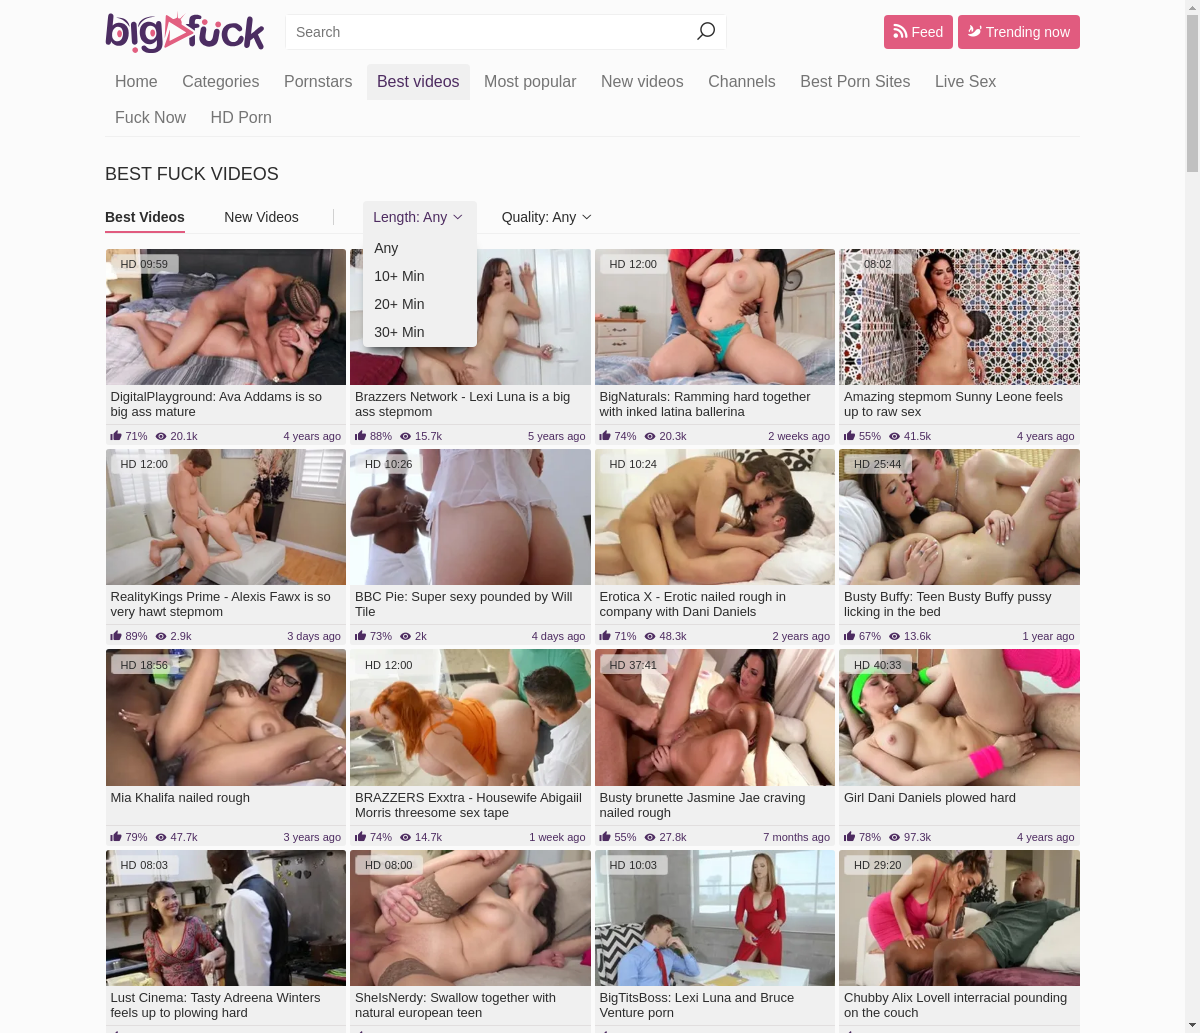 bigfuck
Search
Feed
Trending now
Home Categories Pornstars Best videos Most popular New videos Channels Best Porn Sites Live Sex
Fuck Now HD Porn
BEST FUCK VIDEOS
Best Videos New Videos Length: Any Quality: Any
Any
10+ Min
20+ Min
30+ Min
HD 09:59
HD 12:00
08:02
DigitalPlayground: Ava Addams is so
big ass mature
71% 20.1k 4 years ago
Brazzers Network - Lexi Luna is a big
ass stepmom
88% 15.7k 5 years ago
BigNaturals: Ramming hard together
with inked latina ballerina
74% 20.3k 2 weeks ago
Amazing stepmom Sunny Leone feels
up to raw sex
55% 41.5k 4 years ago
HD 12:00
HD 10:26
HD 10:24
HD 25:44
RealityKings Prime - Alexis Fawx is so
very hawt stepmom
89% 2.9k 3 days ago
BBC Pie: Super sexy pounded by Will
Tile
73% 2k 4 days ago
Erotica X - Erotic nailed rough in
company with Dani Daniels
71% 48.3k 2 years ago
Busty Buffy: Teen Busty Buffy pussy
licking in the bed
67% 13.6k 1 year ago
HD 18:56
HD 12:00
HD 37:41
HD 40:33
Mia Khalifa nailed rough
79% 47.7k 3 years ago
BRAZZERS Exxtra - Housewife Abigaiil
Morris threesome sex tape
74% 14.7k 1 week ago
Busty brunette Jasmine Jae craving
nailed rough
55% 27.8k 7 months ago
Girl Dani Daniels plowed hard
78% 97.3k 4 years ago
HD 08:03
HD 08:00
HD 10:03
HD 29:20
Lust Cinema: Tasty Adreena Winters
feels up to plowing hard
SheIsNerdy: Swallow together with
natural european teen
BigTitsBoss: Lexi Luna and Bruce
Venture porn
Chubby Alix Lovell interracial pounding
on the couch